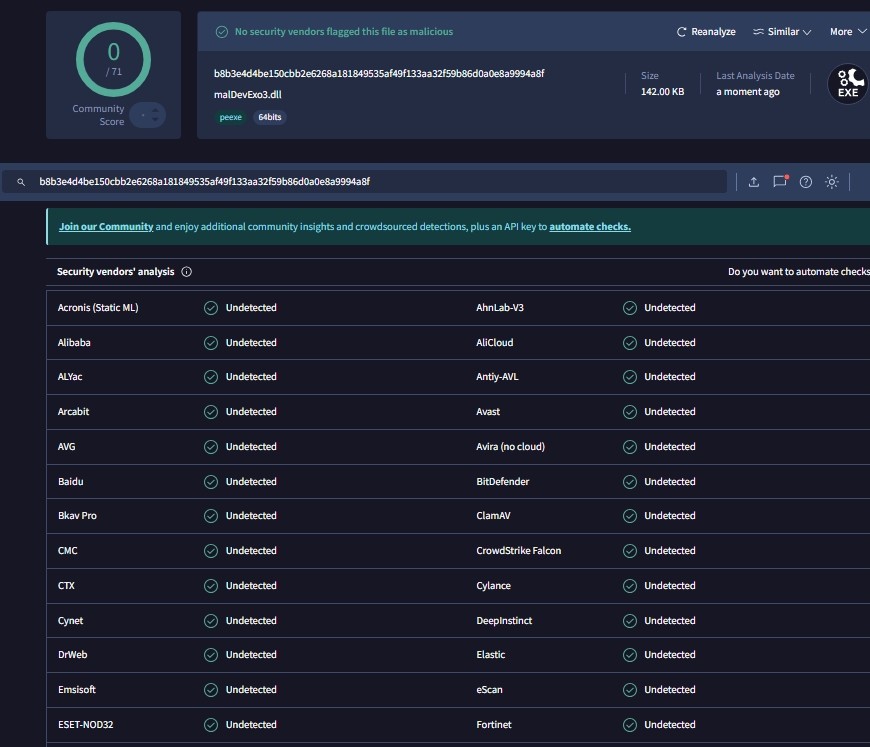 0
/ 71
Community
Score
No security vendors flagged this file as malicious
Reanalyze
Similar
More
b8b3e4d4be150cbb2e6268a181849535af49f133aa32f59b86d0a0e8a9994a8f
malDevExo3.dll
peexe
64bits
Size
142.00 KB
Last Analysis Date
a moment ago
EXE
b8b3e4d4be150cbb2e6268a181849535af49f133aa32f59b86d0a0e8a9994a8f
Join our Community and enjoy additional community insights and crowdsourced detections, plus an API key to automate checks.
Security vendors' analysis
Do you want to automate checks
Acronis (Static ML) Undetected AhnLab-V3 Undetected
Alibaba Undetected AliCloud Undetected
ALYac Undetected Antiy-AVL Undetected
Arcabit Undetected Avast Undetected
AVG Undetected Avira (no cloud) Undetected
Baidu Undetected BitDefender Undetected
Bkav Pro Undetected ClamAV Undetected
CMC Undetected CrowdStrike Falcon Undetected
CTX Undetected Cylance Undetected
Cynet Undetected DeepInstinct Undetected
DrWeb Undetected Elastic Undetected
Emsisoft Undetected eScan Undetected
ESET-NOD32 Undetected Fortinet Undetected